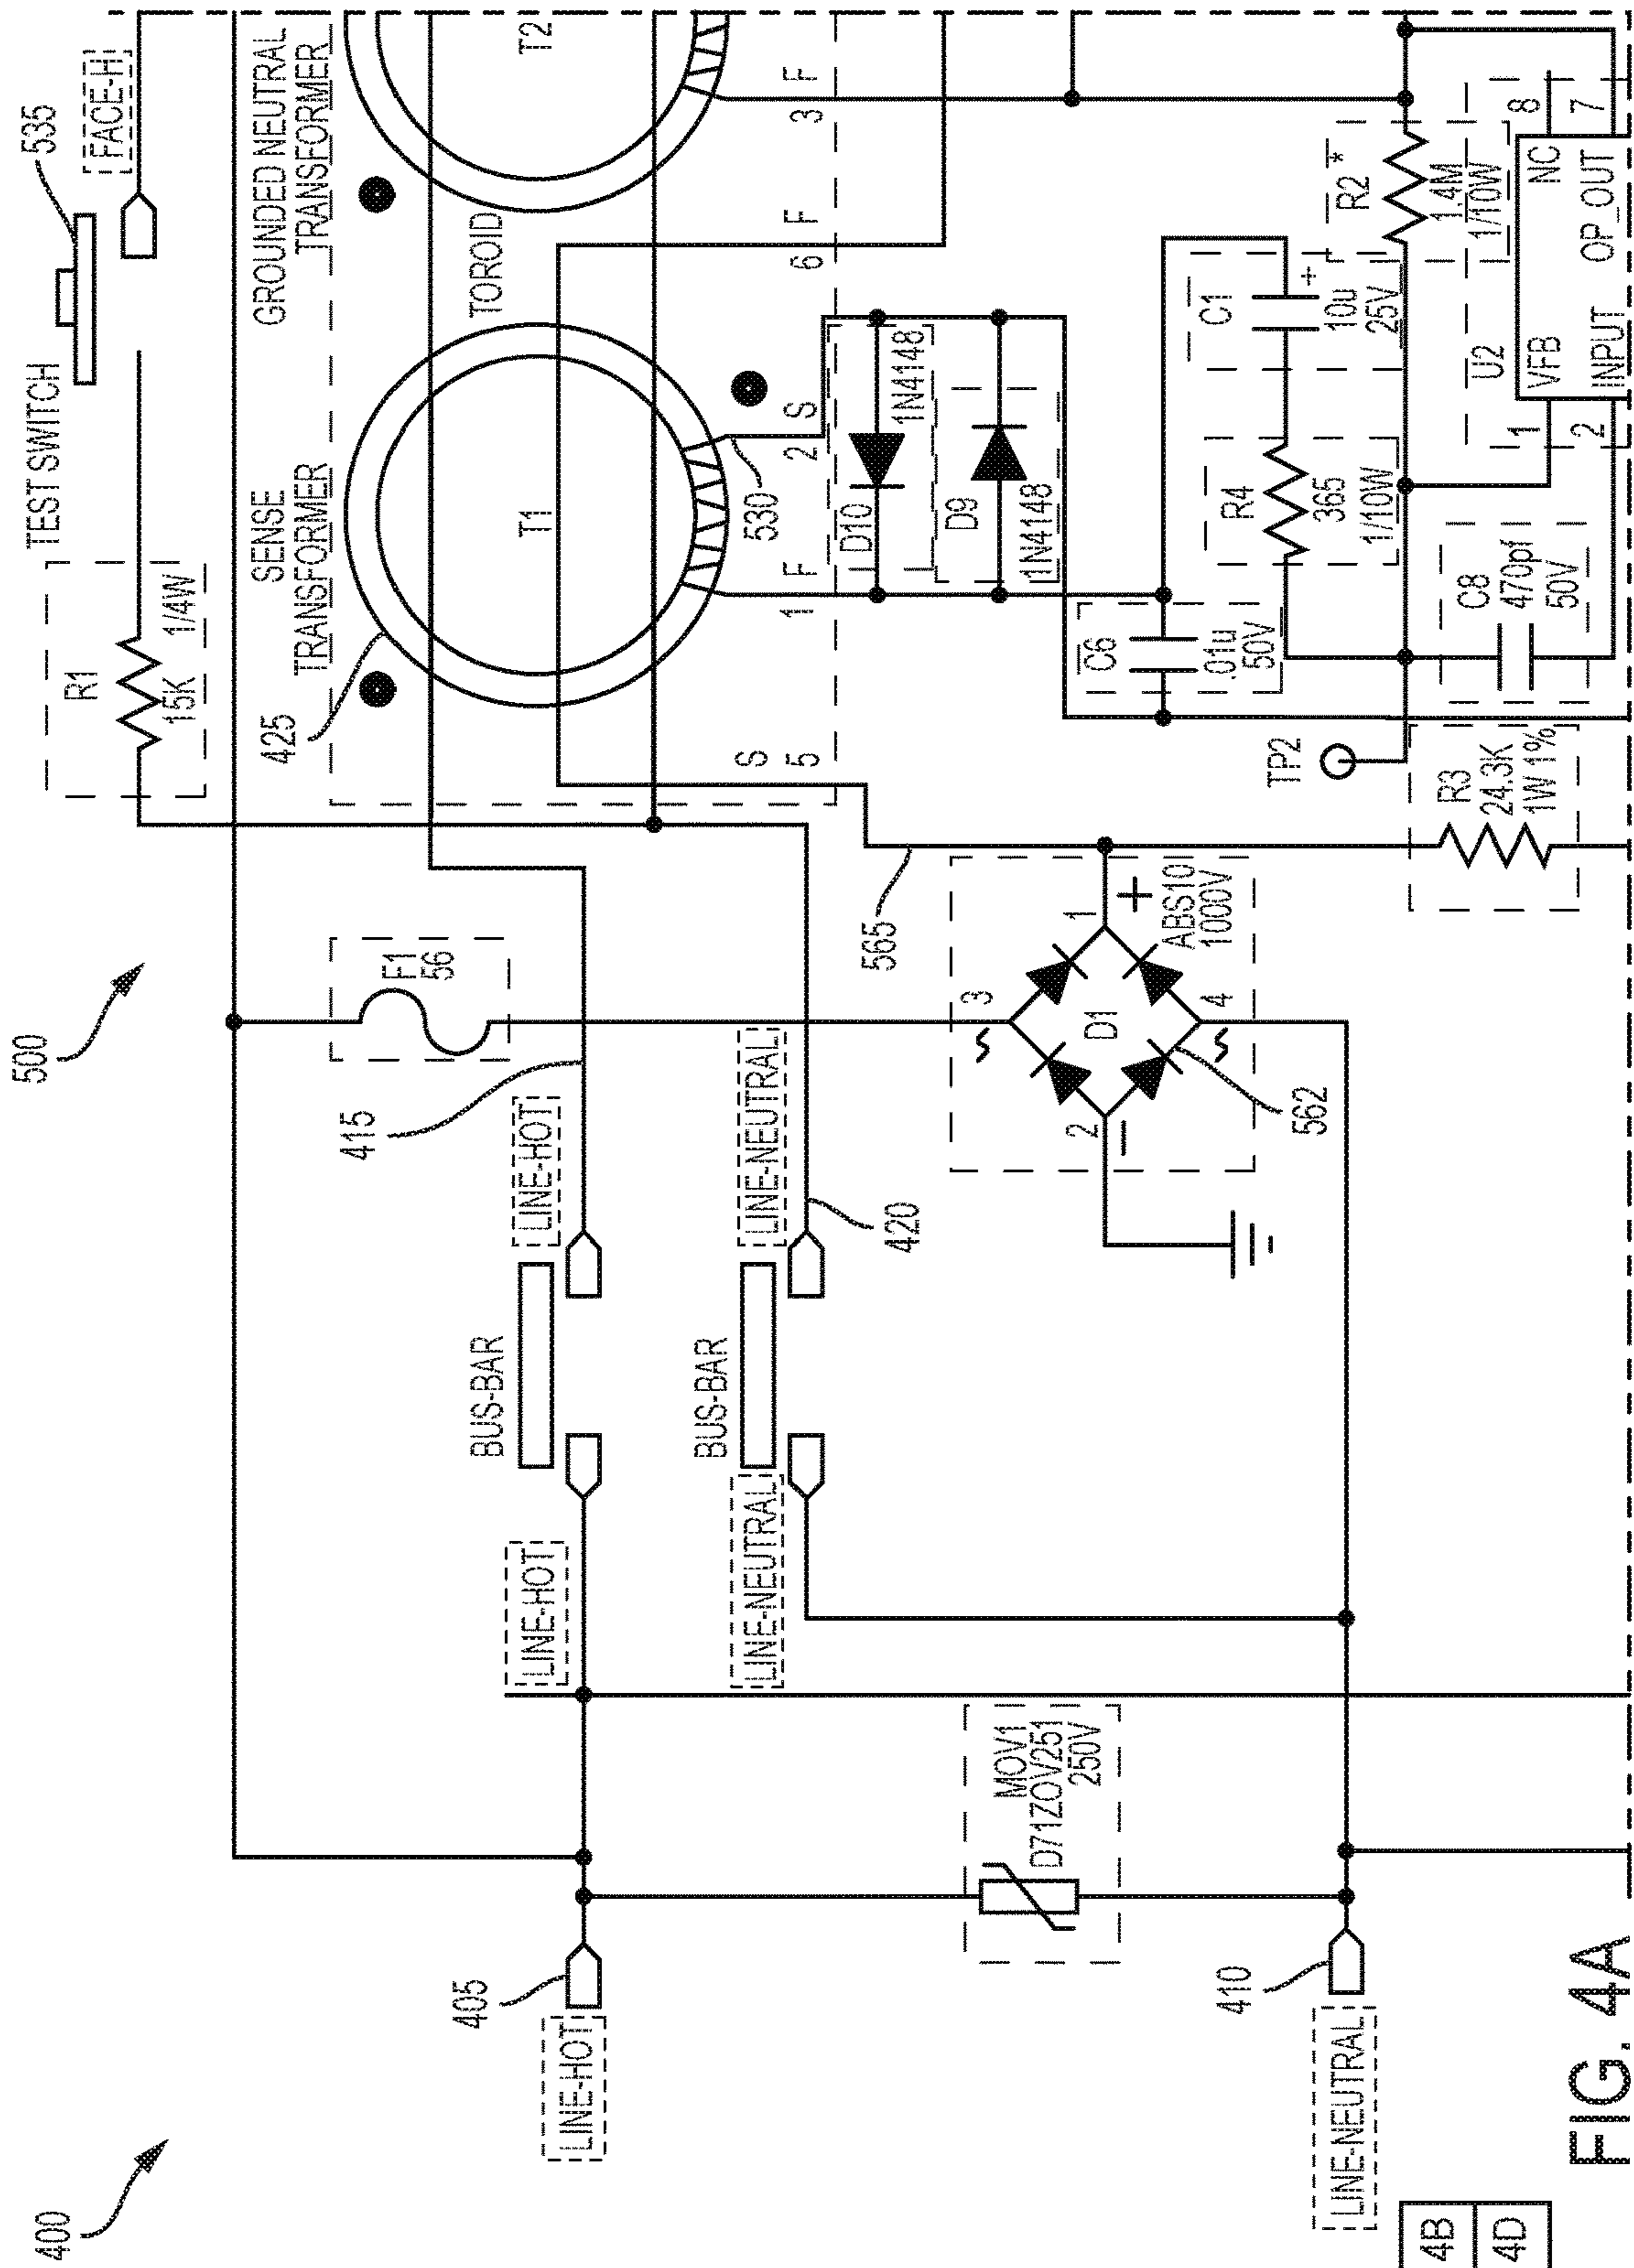 400
500
TEST SWITCH
535
FACE-H
R1
15K
1/4W
SENSE
TRANSFORMER
GROUNDED NEUTRAL
TRANSFORMER
425
TOROID
T1
T2
F1
56
415
405
LINE-HOT
LINE-HOT
BUS-BAR
LINE-HOT
LINE-NEUTRAL
BUS-BAR
LINE-NEUTRAL
420
S
5
1
F
530
2
S
6
F
3
F
D10
1N4148
D9
1N4148
565
3
D1
1
+
ABS10
1000V
2
−
4
562
MOV1
D71ZOV251
250V
C6
.01u
50V
C1
+
10u
25V
R4
365
1/10W
R2*
1.4M
1/10W
TP2
410
LINE-NEUTRAL
R3
24.3K
1W 1%
C8
470pf
50V
U2
1
VFB
NC
8
2
INPUT
OP_OUT
7
4B
4D
FIG. 4A